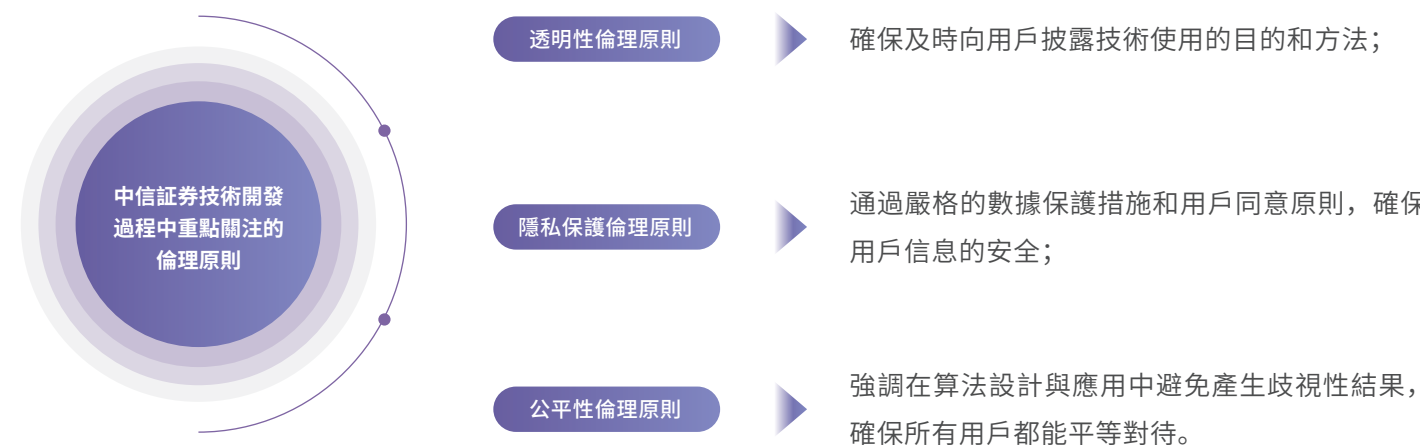 中信証券技術開發
過程中重點關注的
倫理原則
透明性倫理原則
確保及時向用戶披露技術使用的目的和方法；
隱私保護倫理原則
通過嚴格的數據保護措施和用戶同意原則，確保
用戶信息的安全；
公平性倫理原則
強調在算法設計與應用中避免產生歧視性結果，
確保所有用戶都能平等對待。